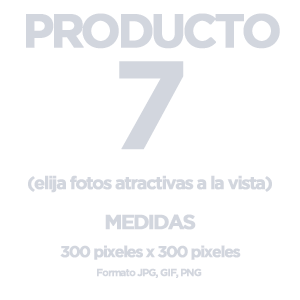 PRODUCTO
7
(elija fotos atractivas a la vista)
MEDIDAS
300 pixeles x 300 pixeles
Formato JPG, GIF, PNG